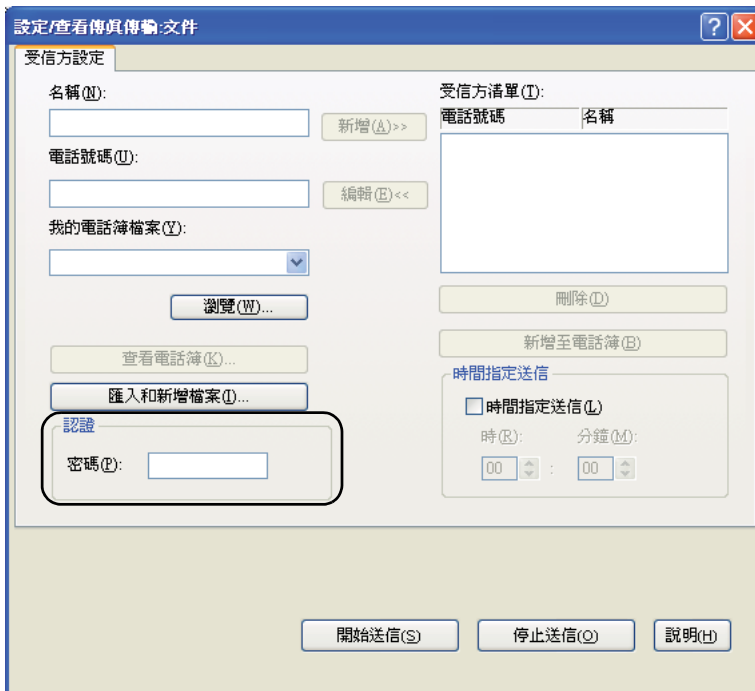 設定/查看傳真傳輸:文件
受信方設定
名稱(N):
新增(A)>>
電話號碼(U):
編輯(E)<<
我的電話簿檔案(Y):
瀏覽(W)...
查看電話簿(K)...
匯入和新增檔案(I)...
認證
密碼(P):
受信方清單(T):
電話號碼 名稱
刪除(D)
新增至電話簿(B)
時間指定送信
時間指定送信(L)
時(R): 分鐘(M):
00 : 00
開始送信(S) 停止送信(O) 說明(H)